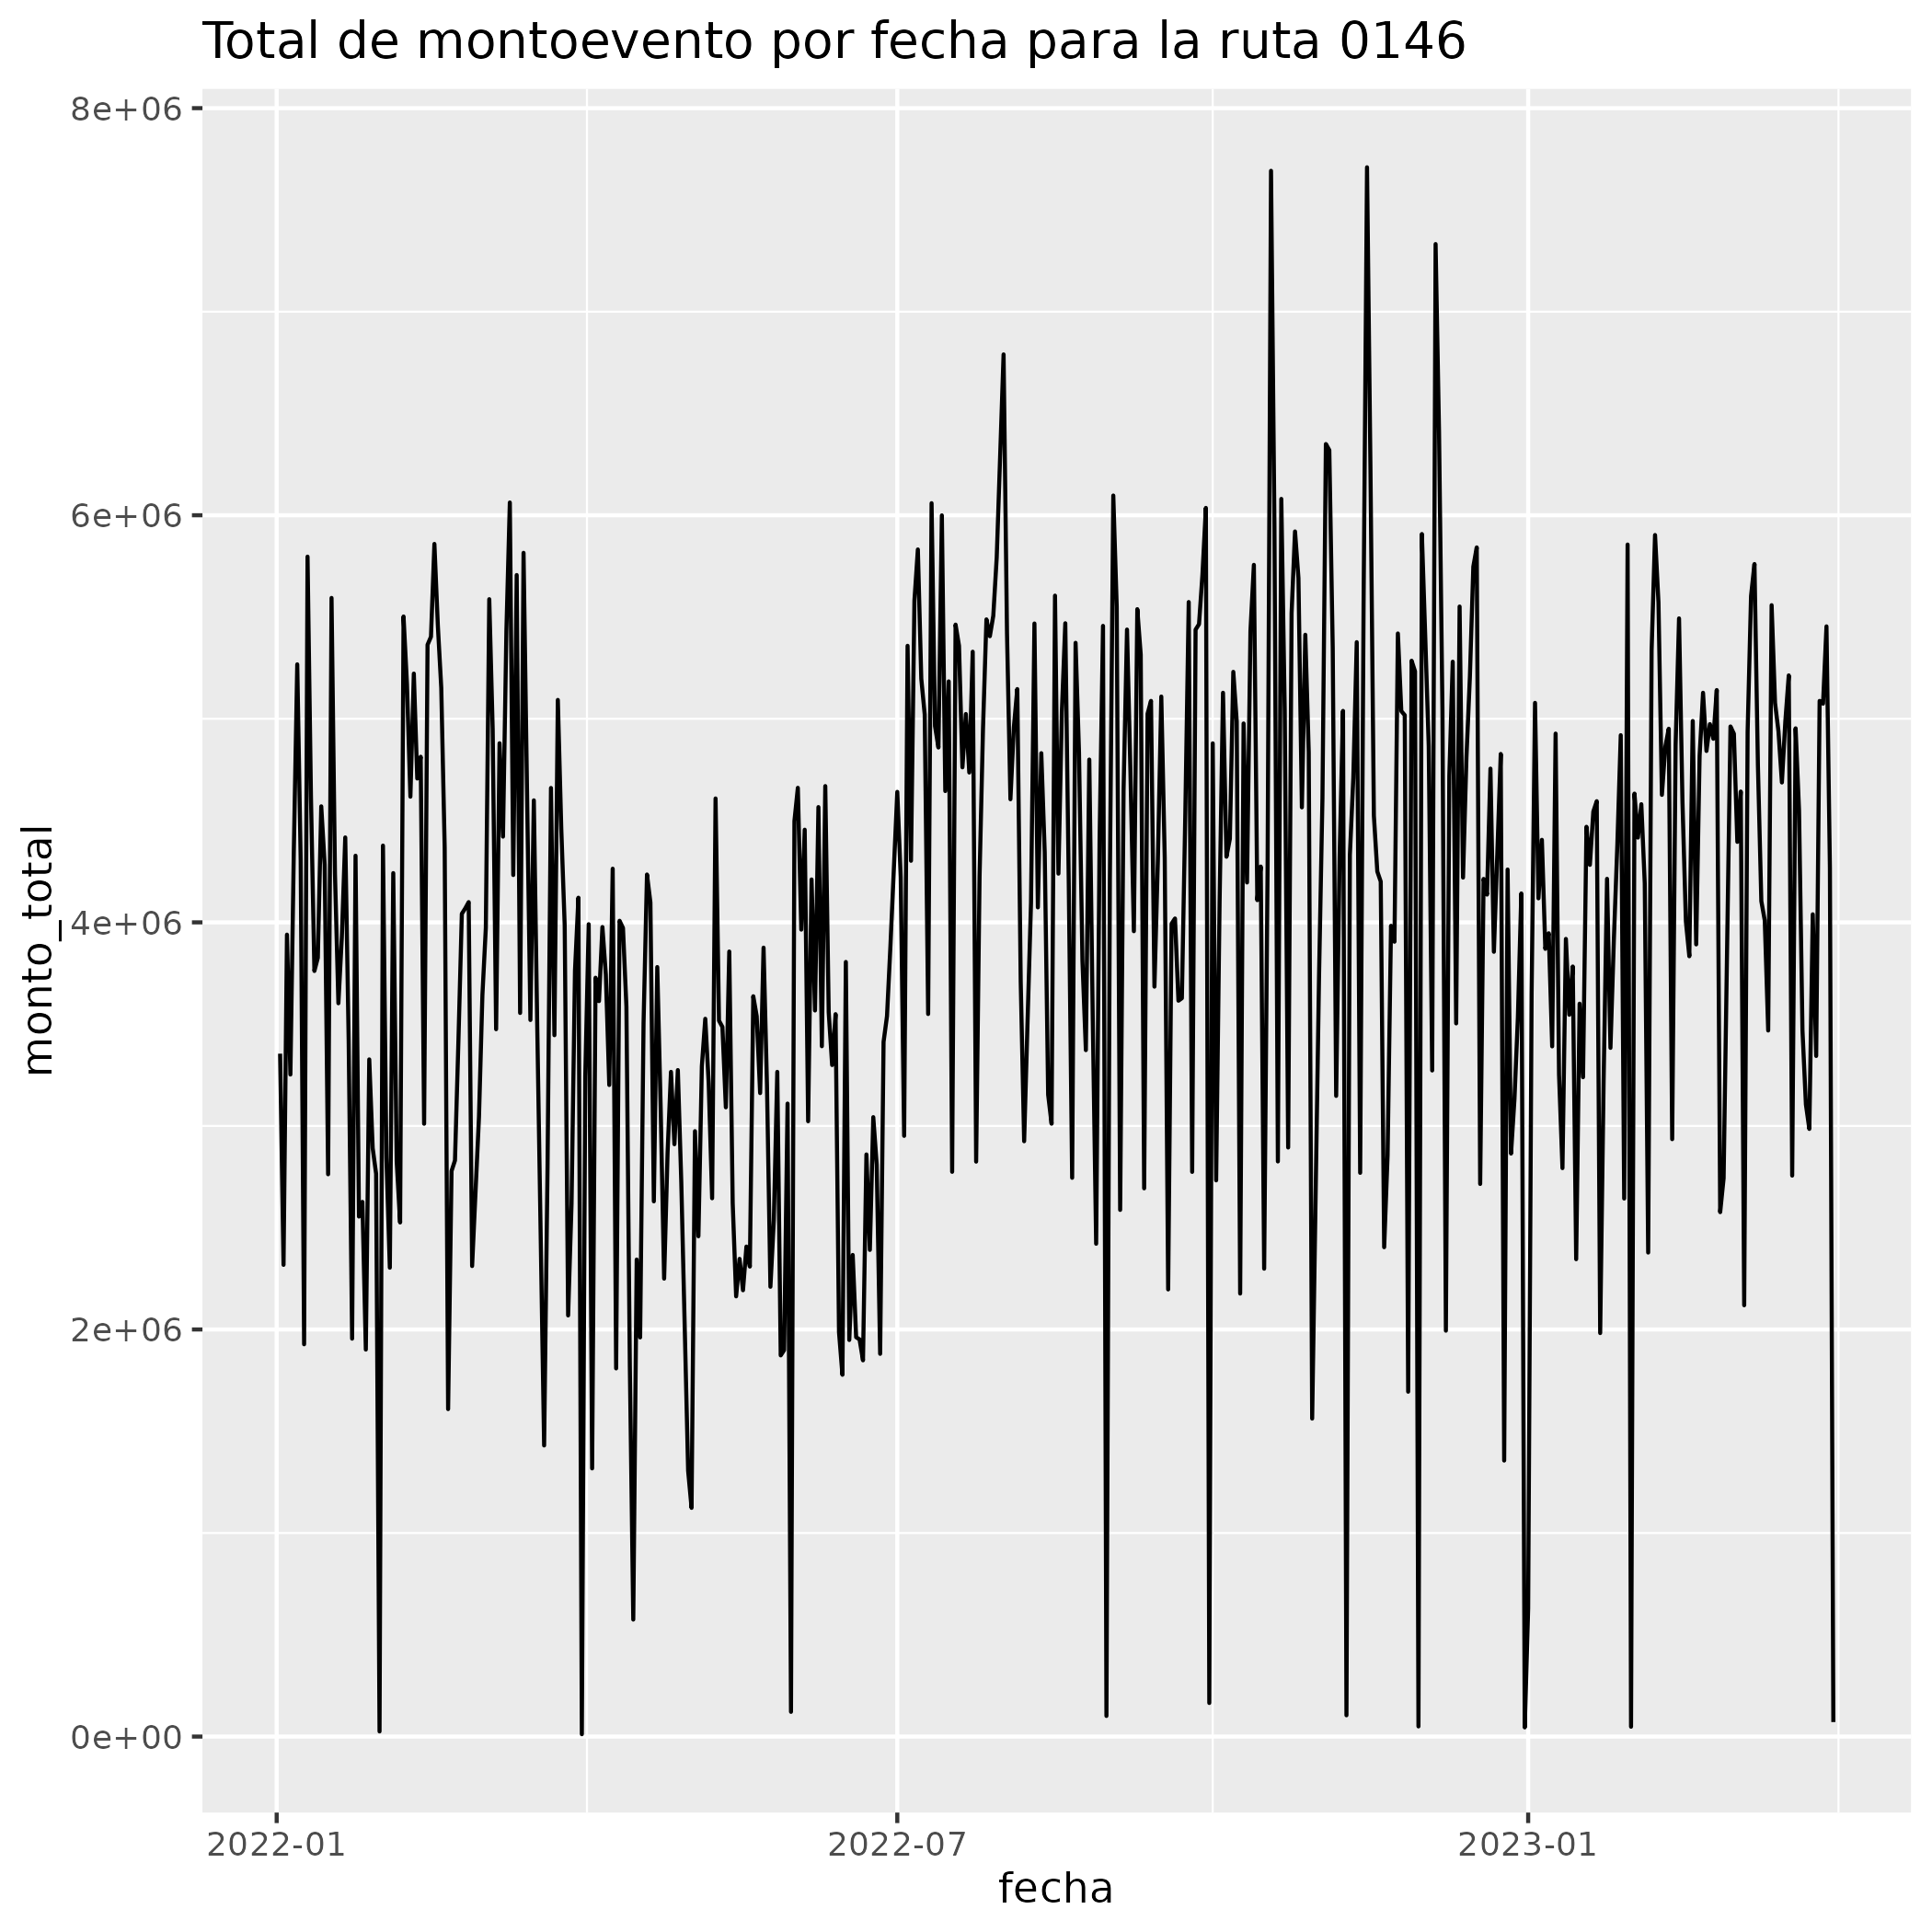 Total de montoevento por fecha para la ruta 0146
8e+06
6e+06
4e+06
2e+06
0e+00
monto_total
2022-01
2022-07
2023-01
fecha